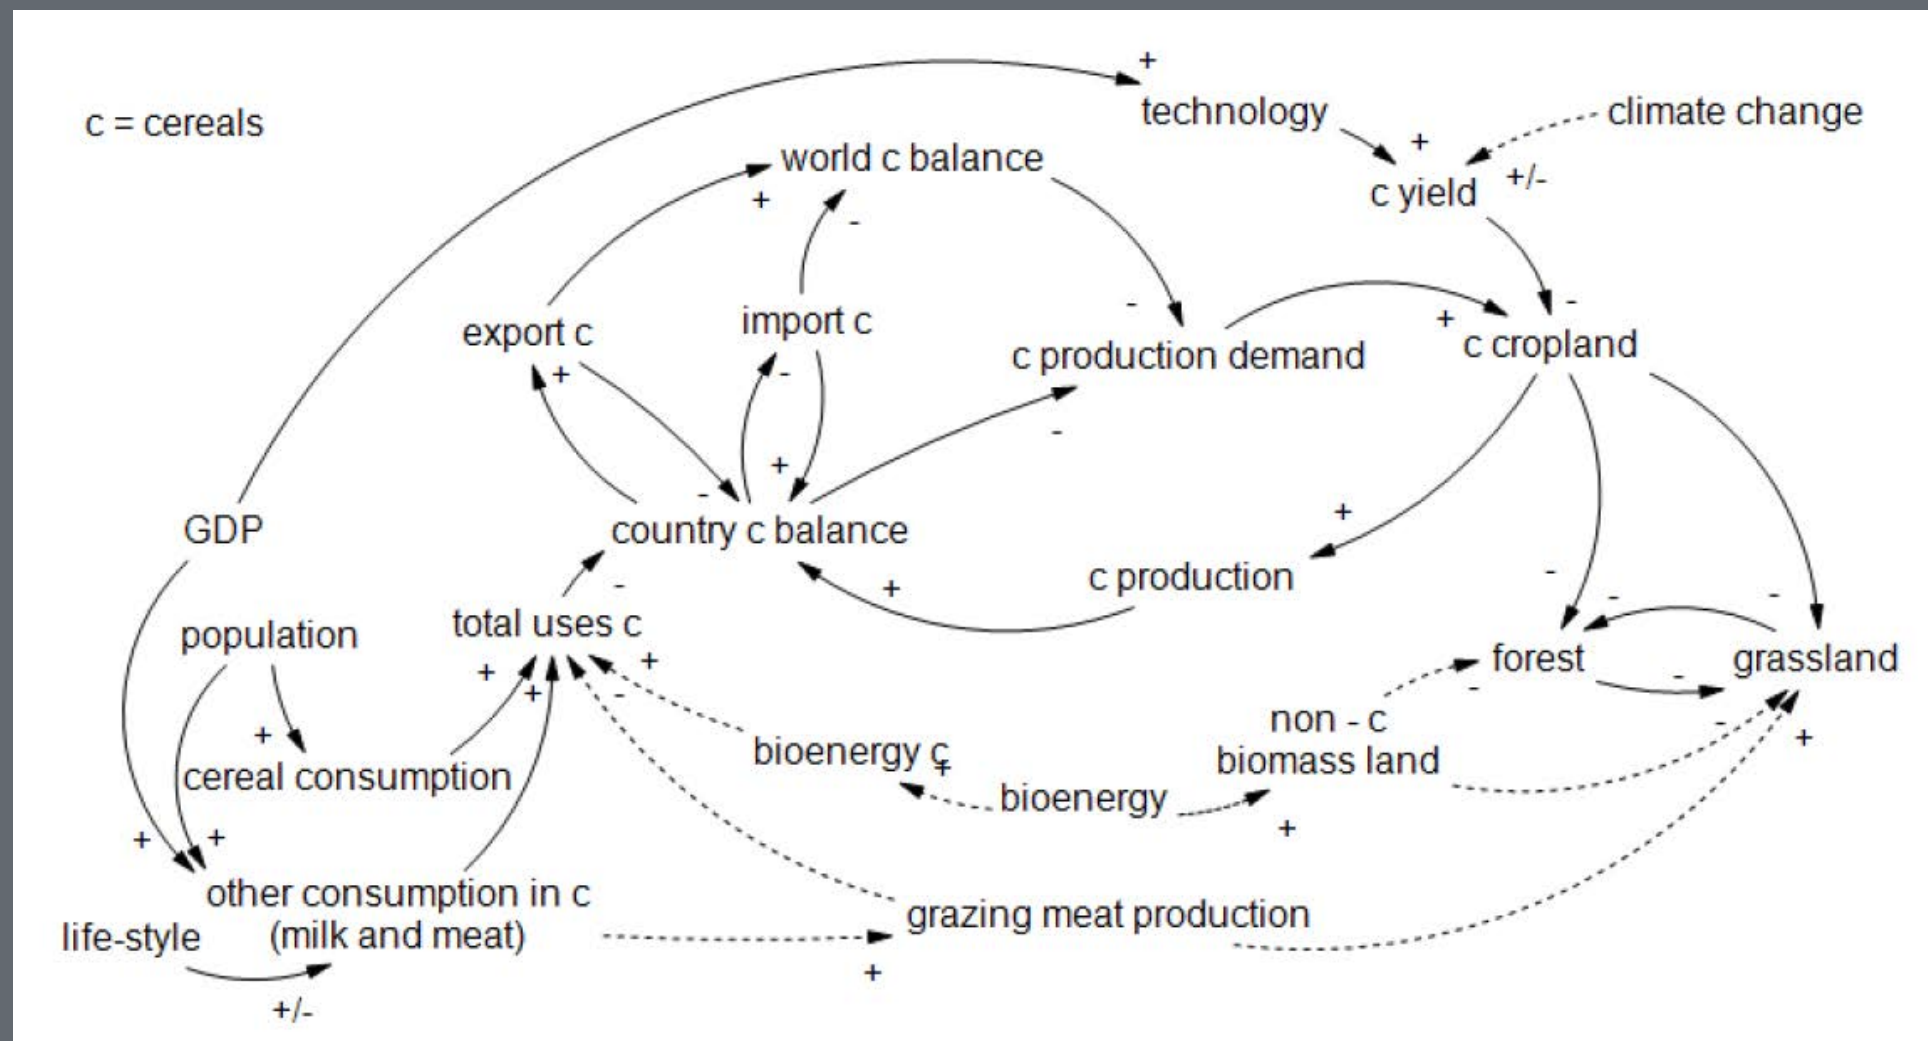 +
technology
climate change
c = cereals
+
world c balance
+/-
c yield
+
-
-
-
import c
+
export c
c production demand
c cropland
+
-
-
+
-
+
GDP
country c balance
-
-
c production
+
-
-
total uses c
population
+
forest
grassland
+
+
-
-
-
non - c
-
+
+
bioenergy c
+
biomass land
cereal consumption
bioenergy
+
+
+
other consumption in c
grazing meat production
life-style
(milk and meat)
+
+/-